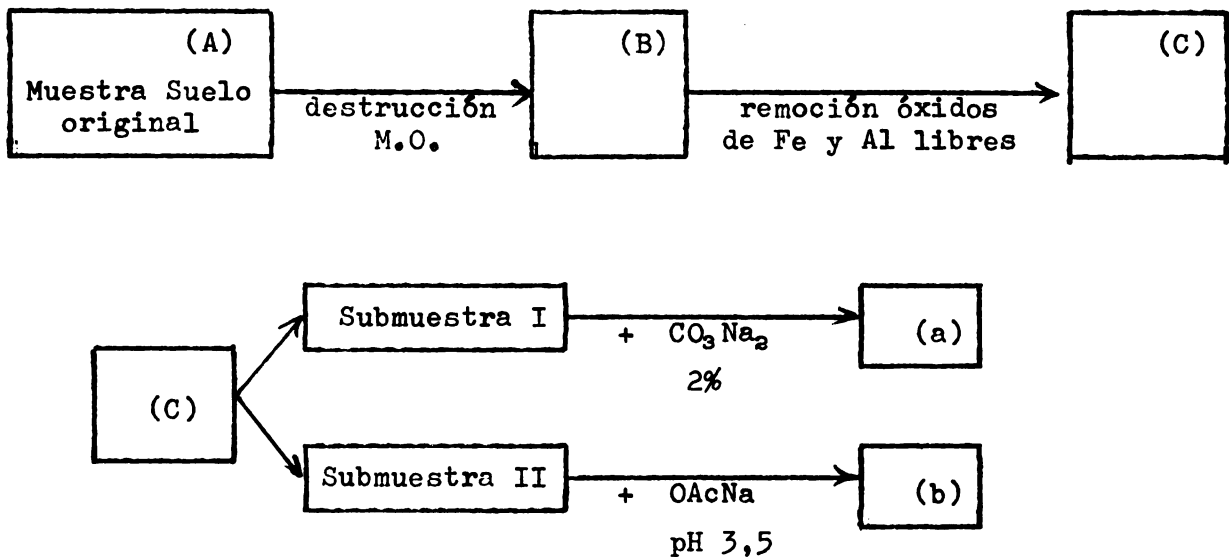 (A)
Muestra Suelo
original
destrucción
M.O.
(B)
remoción óxidos
de Fe y Al libres
(C)
(C)
Submuestra I
+ CO₃Na₂
2%
(a)
Submuestra II
+ OAcNa
pH 3,5
(b)